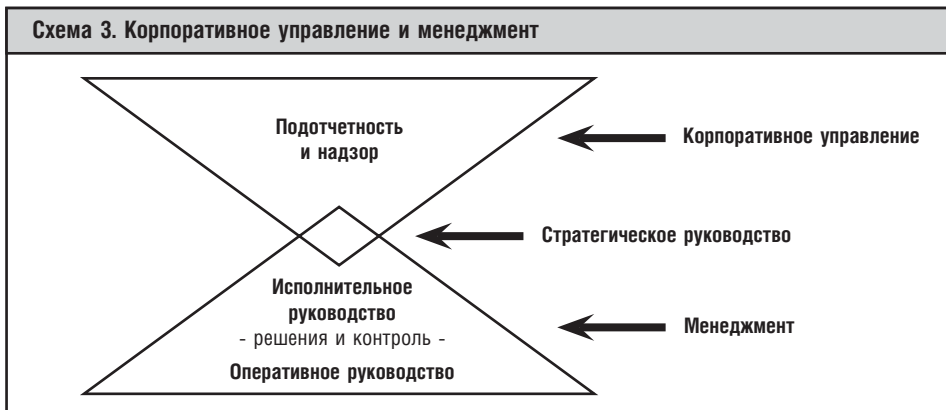 Схема 3. Корпоративное управление и менеджмент
Подотчетность
и надзор
Корпоративное управление
Стратегическое руководство
Исполнительное
руководство
- решения и контроль -
Оперативное руководство
Менеджмент